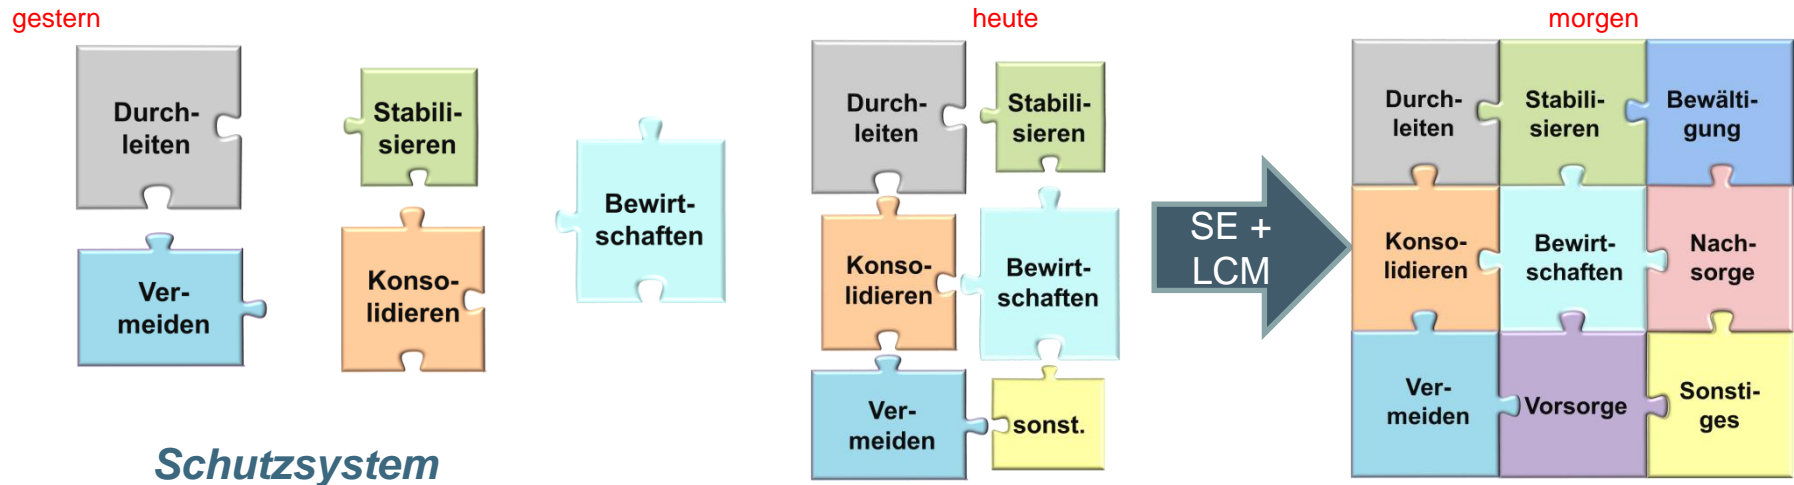 gestern
Durch-
leiten
Stabili-
sieren
Bewirt-
schaften
Ver-
meiden
Konso-
lidieren
Schutzsystem
heute
Durch-
leiten
Stabili-
sieren
Konso-
lidieren
Bewirt-
schaften
Ver-
meiden
sonst.
SE +
LCM
morgen
Durch-
leiten
Stabili-
sieren
Bewälti-
gung
Konso-
lidieren
Bewirt-
schaften
Nach-
sorge
Ver-
meiden
Vorsorge
Sonsti-
ges